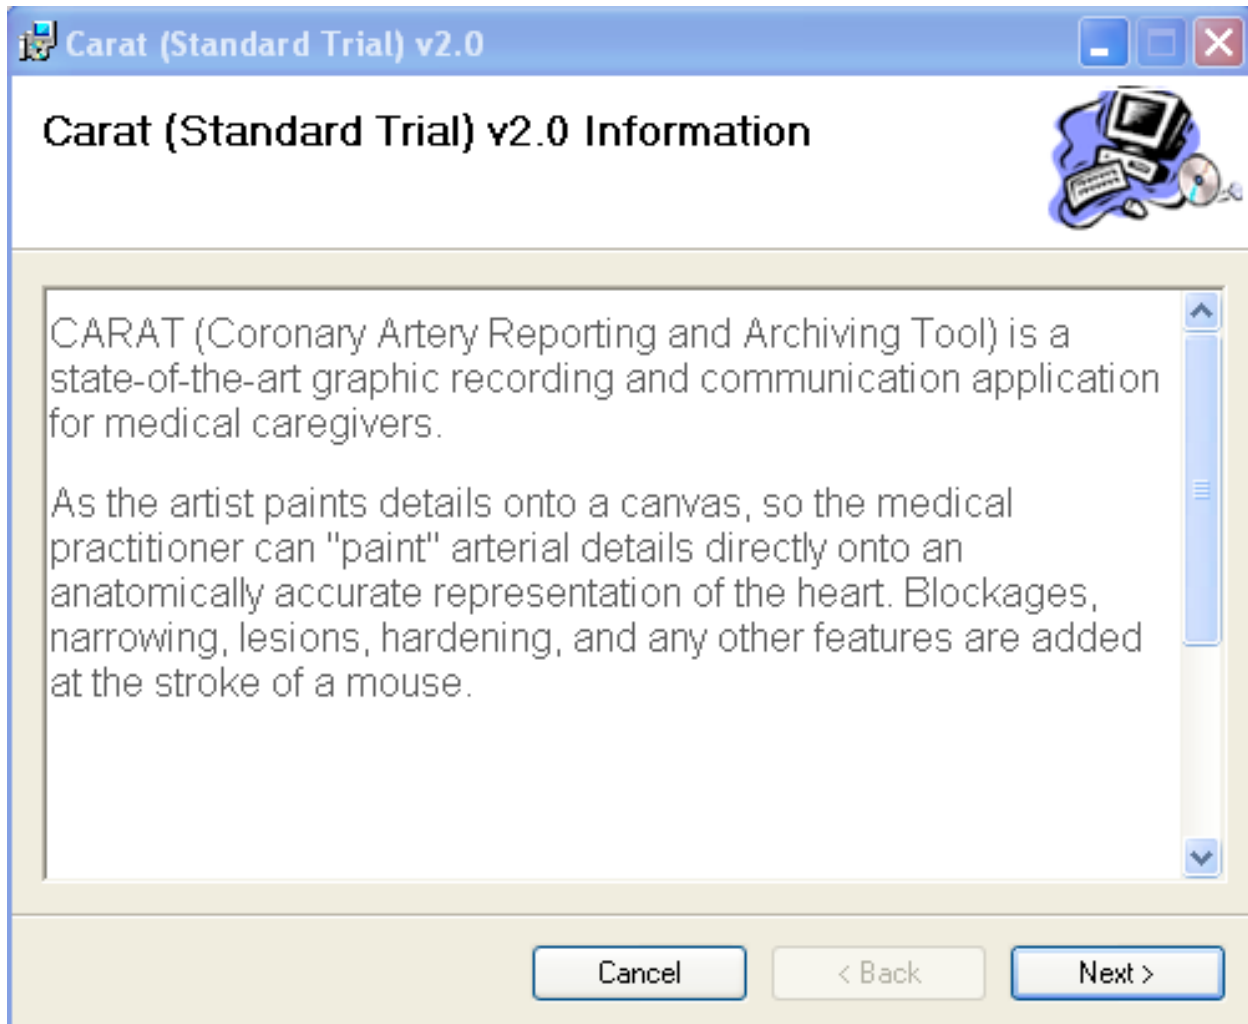 Carat (Standard Trial) v2.0
Carat (Standard Trial) v2.0 Information
CARAT (Coronary Artery Reporting and Archiving Tool) is a
state-of-the-art graphic recording and communication application
for medical caregivers.
As the artist paints details onto a canvas, so the medical
practitioner can "paint" arterial details directly onto an
anatomically accurate representation of the heart. Blockages,
narrowing, lesions, hardening, and any other features are added
at the stroke of a mouse.
Cancel < Back Next >